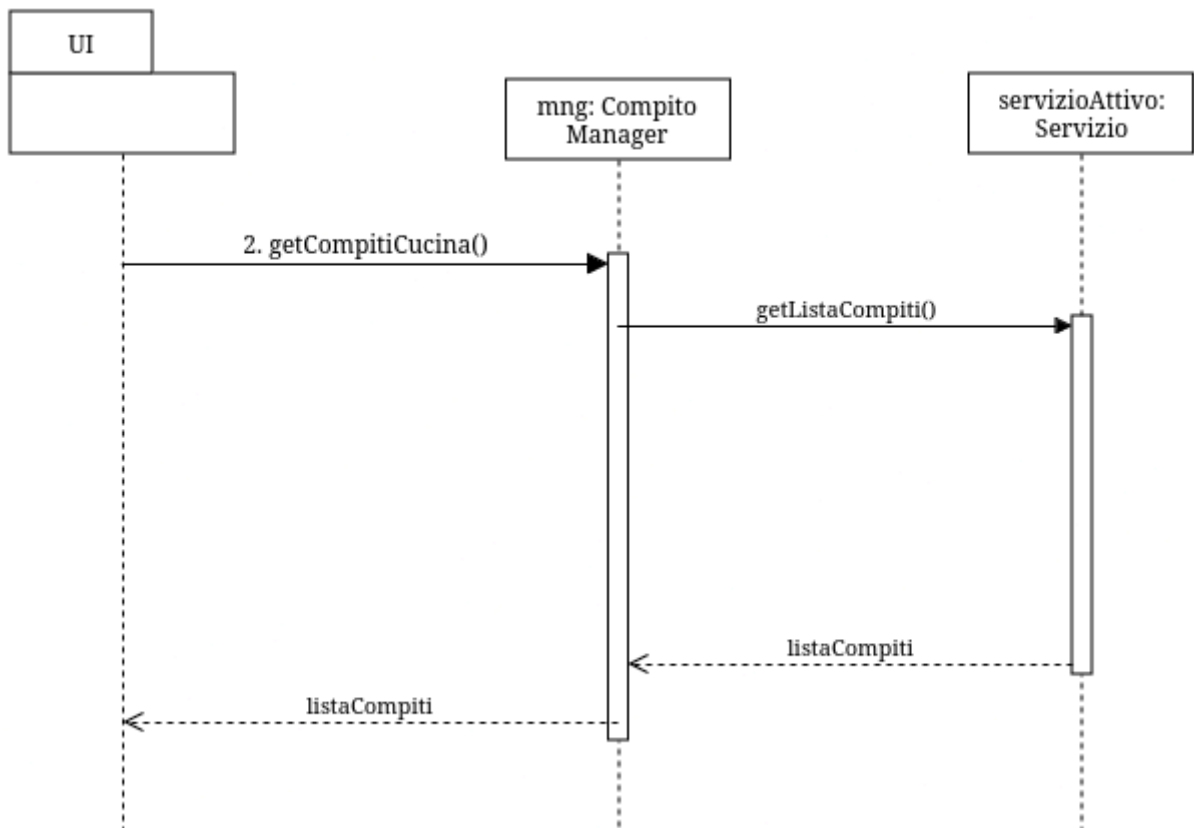 UI
mng: Compito
Manager
servizioAttivo:
Servizio
2. getCompitiCucina()
getListaCompiti()
listaCompiti
listaCompiti